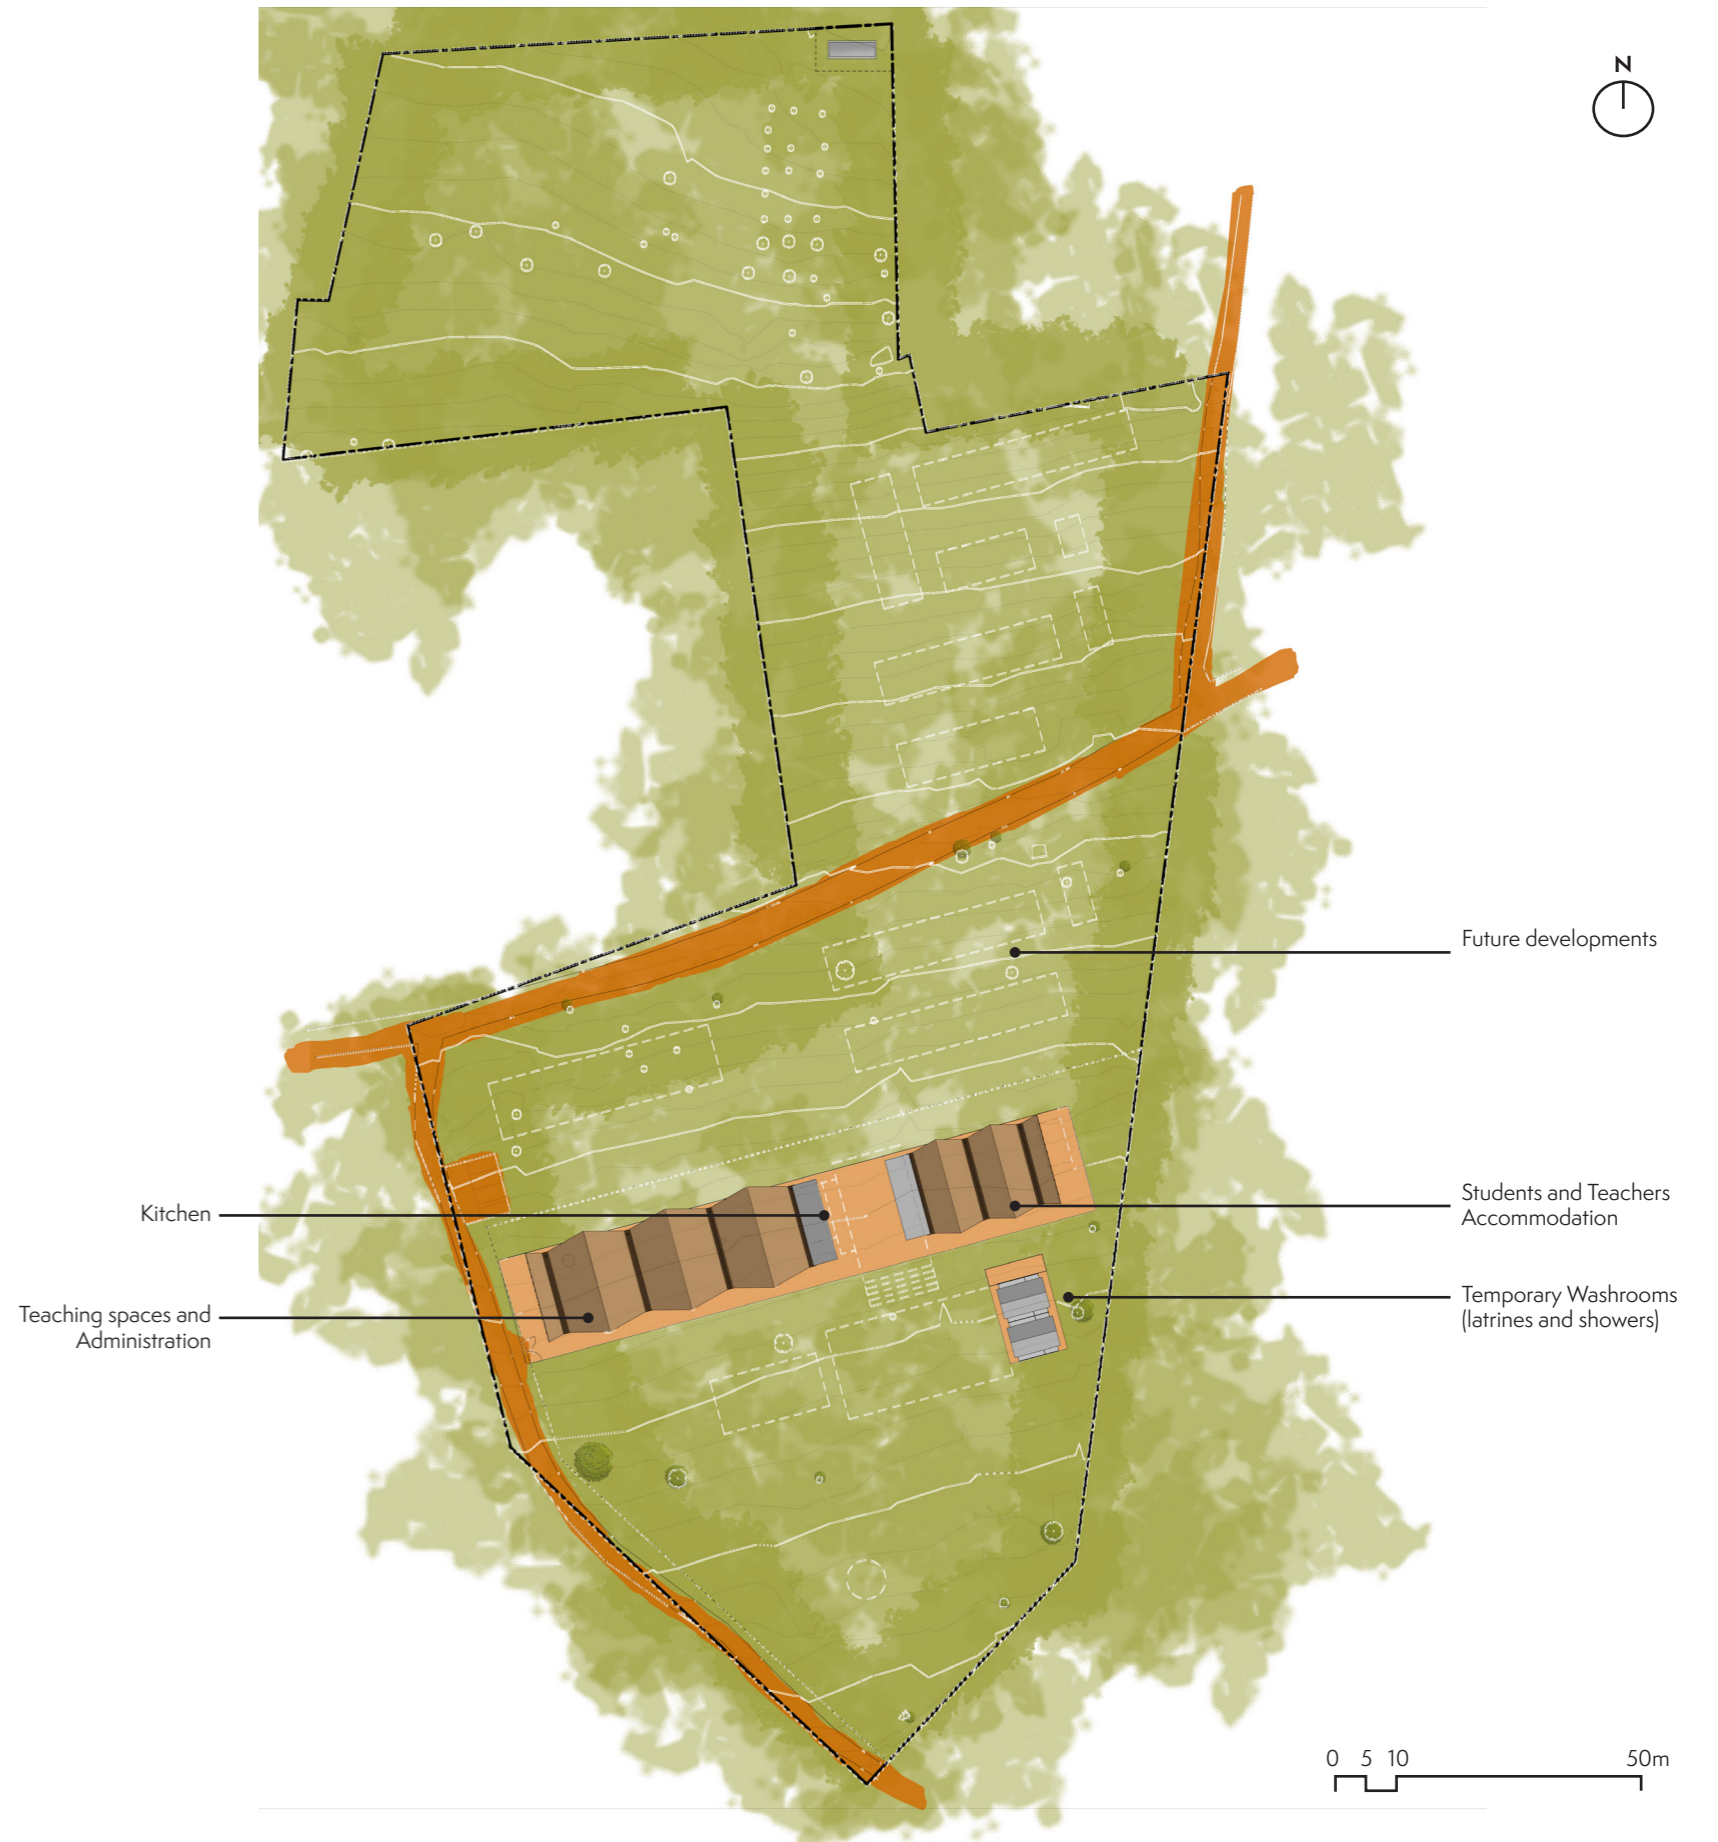 N
Future developments
Kitchen
Students and Teachers
Accommodation
Teaching spaces and
Administration
Temporary Washrooms
(latrines and showers)
0 5 10 50m